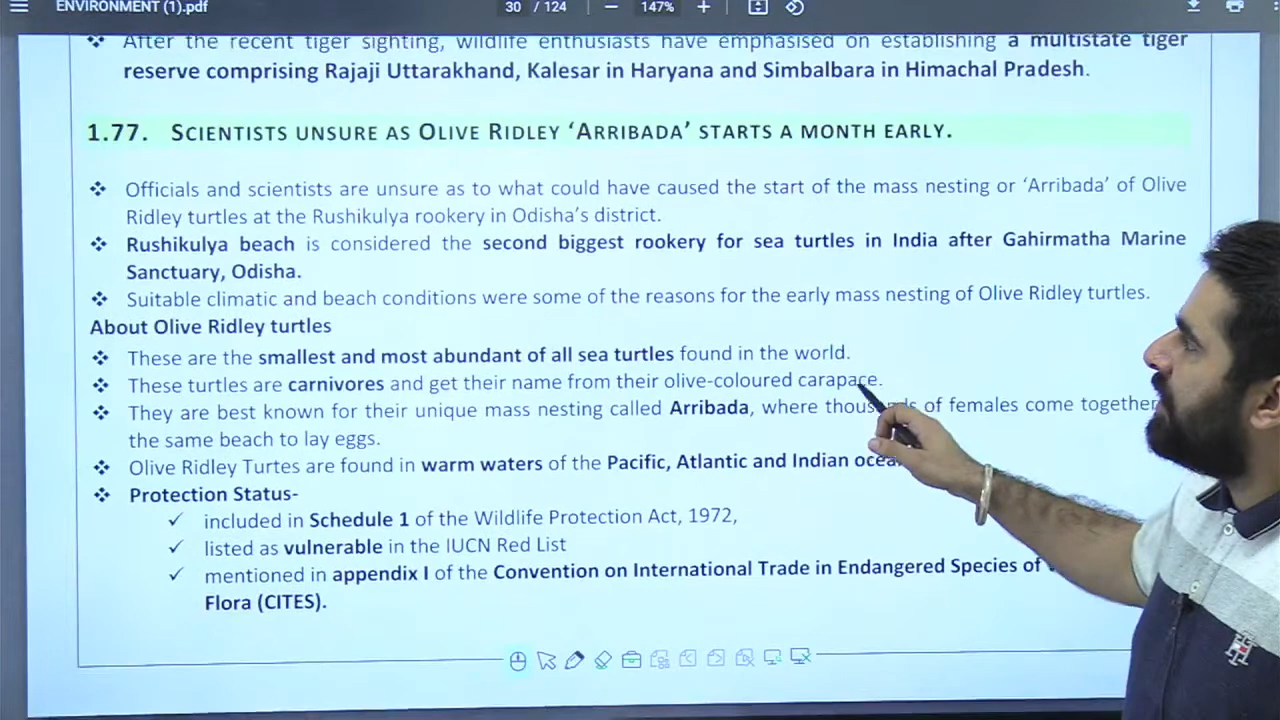 ENVIRONMENT (1).pdf 30 / 124 147%
After the recent tiger sighting, wildlife enthusiasts have emphasised on establishing a multistate tiger
reserve comprising Rajaji Uttarakhand, Kalesar in Haryana and Simbalbara in Himachal Pradesh.
1.77. SCIENTISTS UNSURE AS OLIVE RIDLEY ‘ARRIBADA’ STARTS A MONTH EARLY.
Officials and scientists are unsure as to what could have caused the start of the mass nesting or ‘Arribada’ of Olive
Ridley turtles at the Rushikulya rookery in Odisha’s district.
Rushikulya beach is considered the second biggest rookery for sea turtles in India after Gahirmatha Marine
Sanctuary, Odisha.
Suitable climatic and beach conditions were some of the reasons for the early mass nesting of Olive Ridley turtles.
About Olive Ridley turtles
These are the smallest and most abundant of all sea turtles found in the world.
These turtles are carnivores and get their name from their olive-coloured carapace.
They are best known for their unique mass nesting called Arribada, where thousands of females come together
the same beach to lay eggs.
Olive Ridley Turtes are found in warm waters of the Pacific, Atlantic and Indian
Protection Status-
included in Schedule 1 of the Wildlife Protection Act, 1972,
listed as vulnerable in the IUCN Red List
mentioned in appendix I of the Convention on International Trade in Endangered Species of
Flora (CITES).